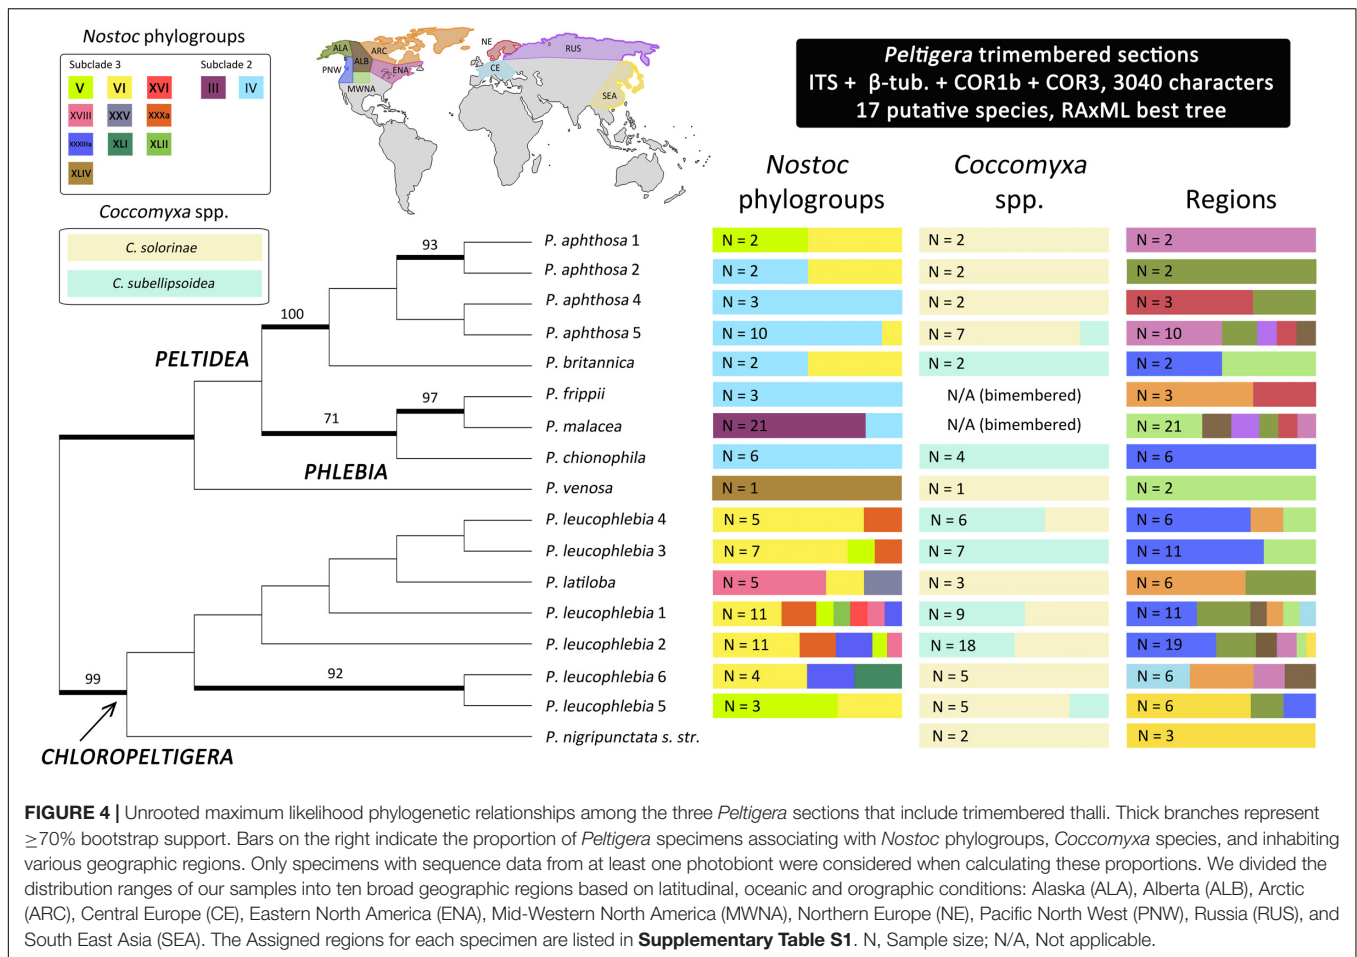 Nostoc phylogroups
Subclade 3
Subclade 2
V
VI
XVI
III
IV
XVIII
XXV
XXXa
XXXIIIa
XLI
XLII
XLIV
Coccomyxa spp.
C. solorinae
C. subellipsoidea
ALA
ARC
ALB
PNW
ENA
MWNA
NE
CE
RUS
SEA
Peltigera trimembered sections
ITS + β-tub. + COR1b + COR3, 3040 characters
17 putative species, RAxML best tree
Nostoc
phylogroups
Coccomyxa
spp.
Regions
93
100
PELTIDEA
97
71
PHLEBIA
99
92
CHLOROPELTIGERA
P. aphthosa 1 N = 2 N = 2 N = 2
P. aphthosa 2 N = 2 N = 2 N = 2
P. aphthosa 4 N = 3 N = 2 N = 3
P. aphthosa 5 N = 10 N = 7 N = 10
P. britannica N = 2 N = 2 N = 2
P. frippii N = 3 N/A (bimembered) N = 3
P. malacea N = 21 N/A (bimembered) N = 21
P. chionophila N = 6 N = 4 N = 6
P. venosa N = 1 N = 1 N = 2
P. leucophlebia 4 N = 5 N = 6 N = 6
P. leucophlebia 3 N = 7 N = 7 N = 11
P. latiloba N = 5 N = 3 N = 6
P. leucophlebia 1 N = 11 N = 9 N = 11
P. leucophlebia 2 N = 11 N = 18 N = 19
P. leucophlebia 6 N = 4 N = 5 N = 6
P. leucophlebia 5 N = 3 N = 5 N = 6
P. nigripunctata s. str. N = 2 N = 3
FIGURE 4 | Unrooted maximum likelihood phylogenetic relationships among the three Peltigera sections that include trimembered thalli. Thick branches represent
≥70% bootstrap support. Bars on the right indicate the proportion of Peltigera specimens associating with Nostoc phylogroups, Coccomyxa species, and inhabiting
various geographic regions. Only specimens with sequence data from at least one photobiont were considered when calculating these proportions. We divided the
distribution ranges of our samples into ten broad geographic regions based on latitudinal, oceanic and orographic conditions: Alaska (ALA), Alberta (ALB), Arctic
(ARC), Central Europe (CE), Eastern North America (ENA), Mid-Western North America (MWNA), Northern Europe (NE), Pacific North West (PNW), Russia (RUS), and
South East Asia (SEA). The Assigned regions for each specimen are listed in Supplementary Table S1. N, Sample size; N/A, Not applicable.